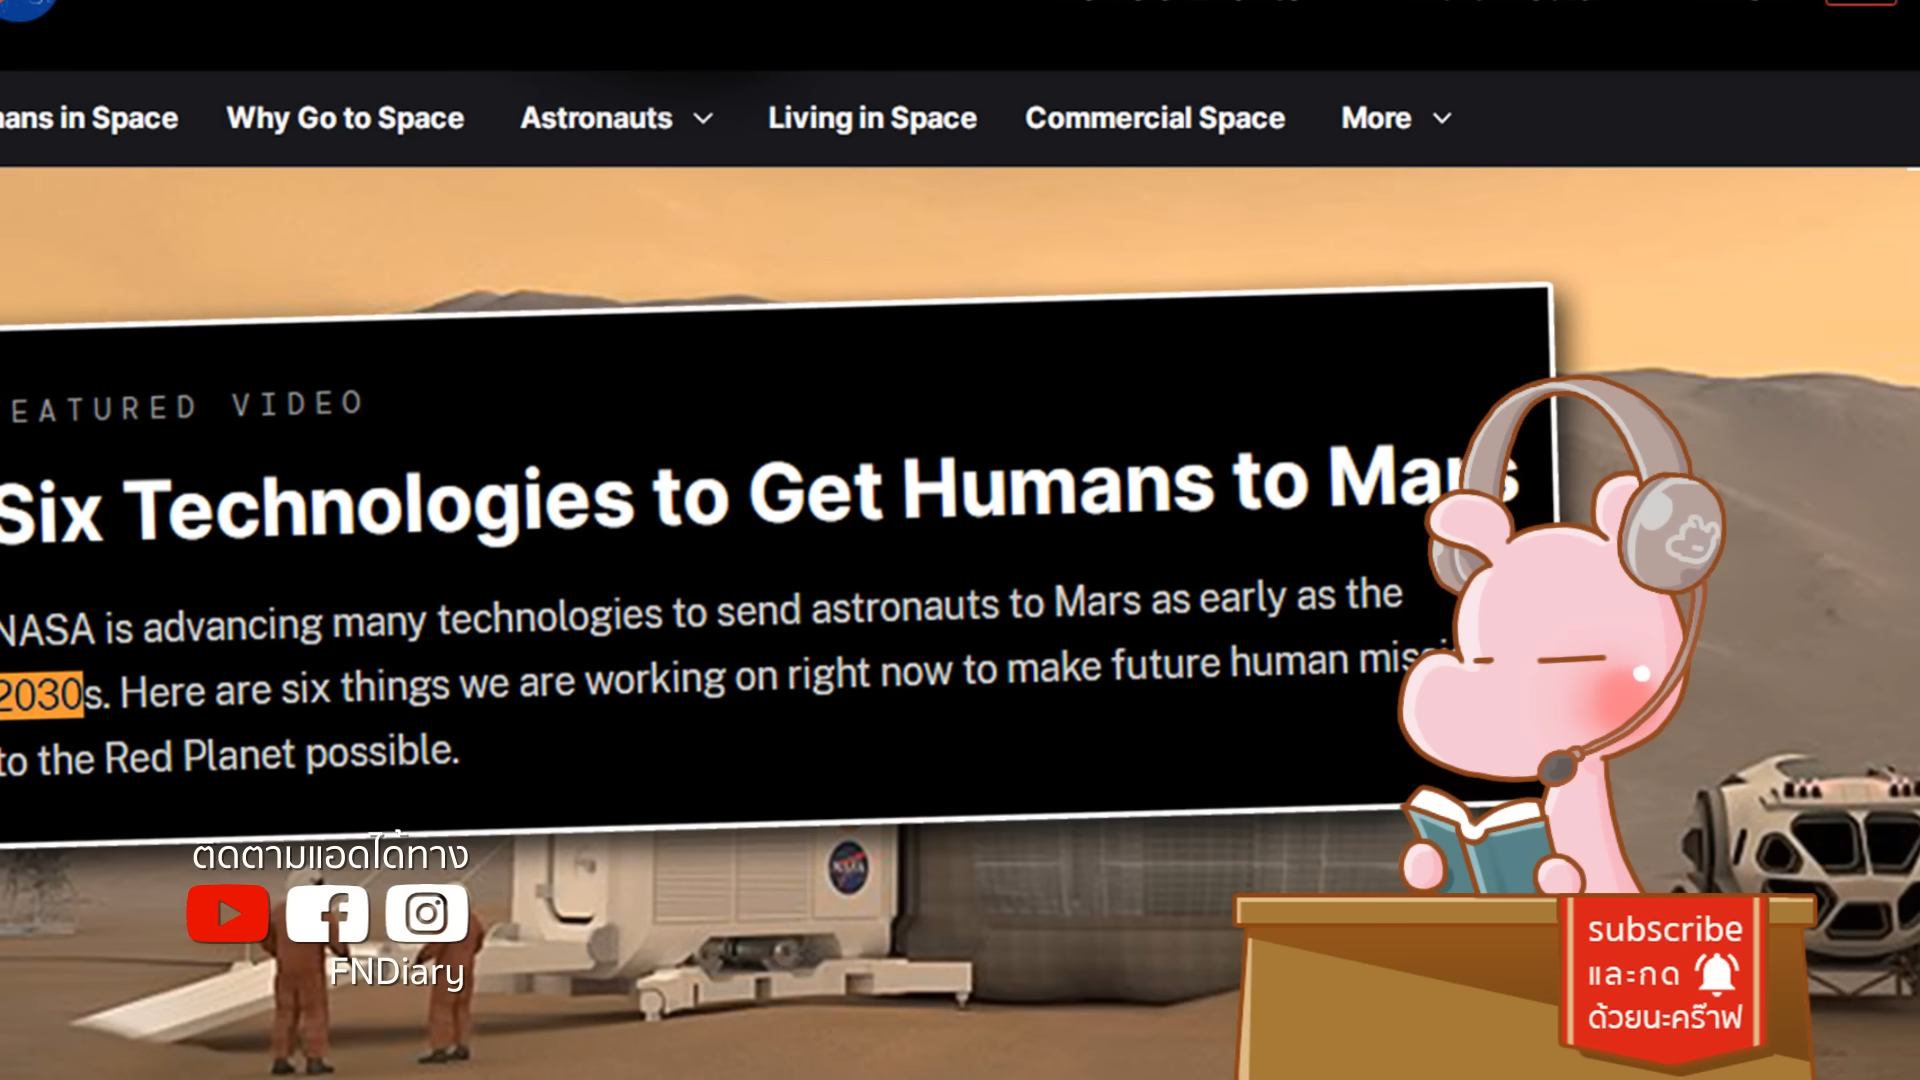 ans in Space Why Go to Space Astronauts Living in Space Commercial Space More
EATURED VIDEO
Six Technologies to Get Humans to Mars
NASA is advancing many technologies to send astronauts to Mars as early as the
2030s. Here are six things we are working on right now to make future human missi
to the Red Planet possible.
ติดตามแอดได้ทาง
FNDiary
NASA
subscribe
และกด
ด้วยนะคร๊าฟ